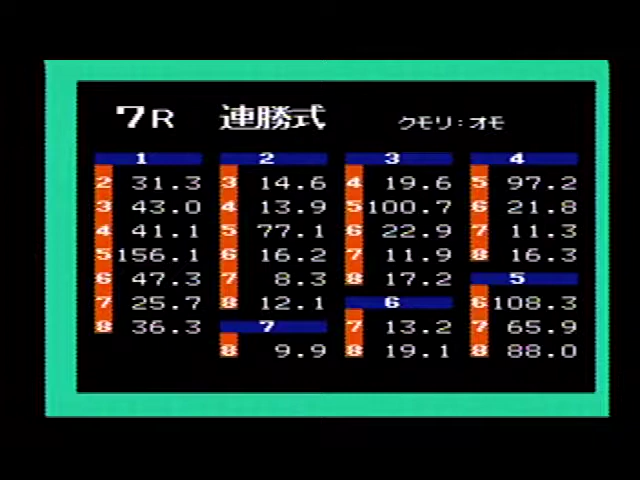 7R 連勝式 クモリ:オモ
1 2 3 4
2 31.3 3 14.6 4 19.6 5 97.2
3 43.0 4 13.9 5 100.7 6 21.8
4 41.1 5 77.1 6 22.9 7 11.3
5 156.1 6 16.2 7 11.9 8 16.3
6 47.3 7 8.3 8 17.2 5
7 25.7 8 12.1 6 6 108.3
8 36.3 7 7 13.2 7 65.9
8 9.9 8 19.1 8 88.0